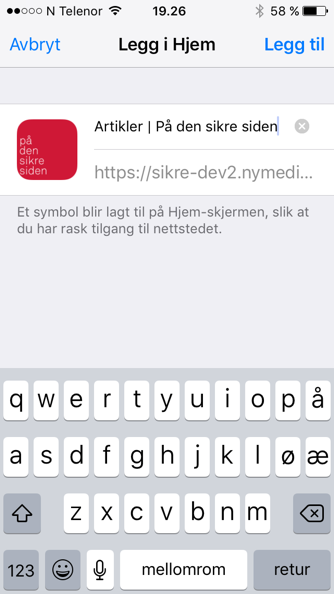 N Telenor 19.26 58 %
Avbryt Legg i Hjem Legg til
på
den
sikre
siden
Artikler | På den sikre siden
https://sikre-dev2.nymedi...
Et symbol blir lagt til på Hjem-skjermen, slik at
du har rask tilgang til nettstedet.
q w e r t y u i o p å
a s d f g h j k l ø æ
z x c v b n m
123 mellomrom retur